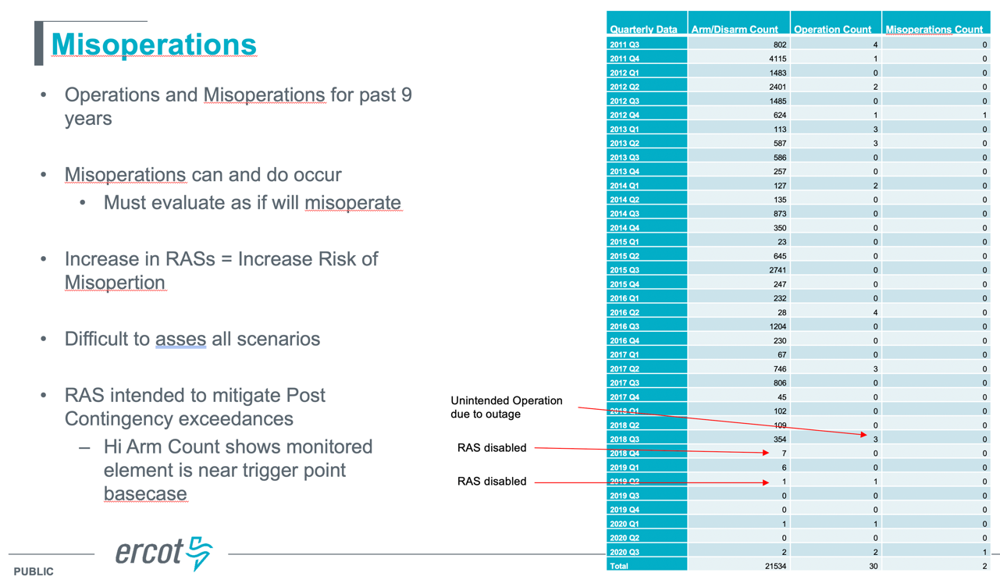 Misoperations
• Operations and Misoperations for past 9
years
• Misoperations can and do occur
• Must evaluate as if will misoperate
• Increase in RASs = Increase Risk of
Misopertion
• Difficult to asses all scenarios
• RAS intended to mitigate Post
Contingency exceedances
– Hi Arm Count shows monitored
element is near trigger point
basecase
Unintended Operation
due to outage
RAS disabled
RAS disabled
Quarterly Data Arm/Disarm Count Operation Count Misoperations Count
2011 Q3 802 4 0
2011 Q4 4115 1 0
2012 Q1 1483 0 0
2012 Q2 2401 2 0
2012 Q3 1485 0 0
2012 Q4 624 1 1
2013 Q1 113 3 0
2013 Q2 587 3 0
2013 Q3 586 0 0
2013 Q4 257 0 0
2014 Q1 127 2 0
2014 Q2 135 0 0
2014 Q3 873 0 0
2014 Q4 350 0 0
2015 Q1 23 0 0
2015 Q2 645 0 0
2015 Q3 2741 0 0
2015 Q4 247 0 0
2016 Q1 232 0 0
2016 Q2 28 4 0
2016 Q3 1204 0 0
2016 Q4 230 0 0
2017 Q1 67 0 0
2017 Q2 746 3 0
2017 Q3 806 0 0
2017 Q4 45 0 0
2018 Q1 102 0 0
2018 Q2 109 0 0
2018 Q3 354 3 0
2018 Q4 7 0 0
2019 Q1 6 0 0
2019 Q2 1 1 0
2019 Q3 0 0 0
2019 Q4 0 0 0
2020 Q1 1 1 0
2020 Q2 0 0 0
2020 Q3 2 2 1
Total 21534 30 2
ercot
PUBLIC